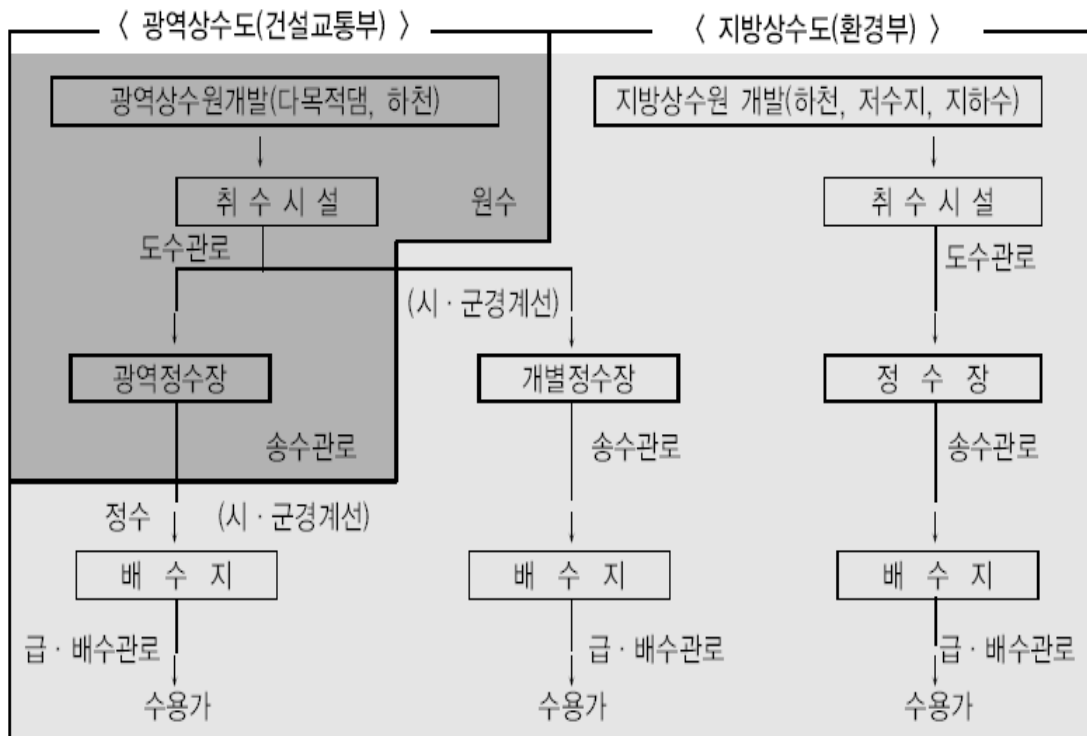 〈 광역상수도(건설교통부) 〉
〈 지방상수도(환경부) 〉
광역상수원개발(다목적댐, 하천)
지방상수원 개발(하천, 저수지, 지하수)
취 수 시 설
원수
취 수 시 설
도수관로
도수관로
(시 · 군경계선)
광역정수장
개별정수장
정 수 장
송수관로
송수관로
송수관로
정수
(시 · 군경계선)
배 수 지
배 수 지
배 수 지
급 · 배수관로
급 · 배수관로
급 · 배수관로
수용가
수용가
수용가